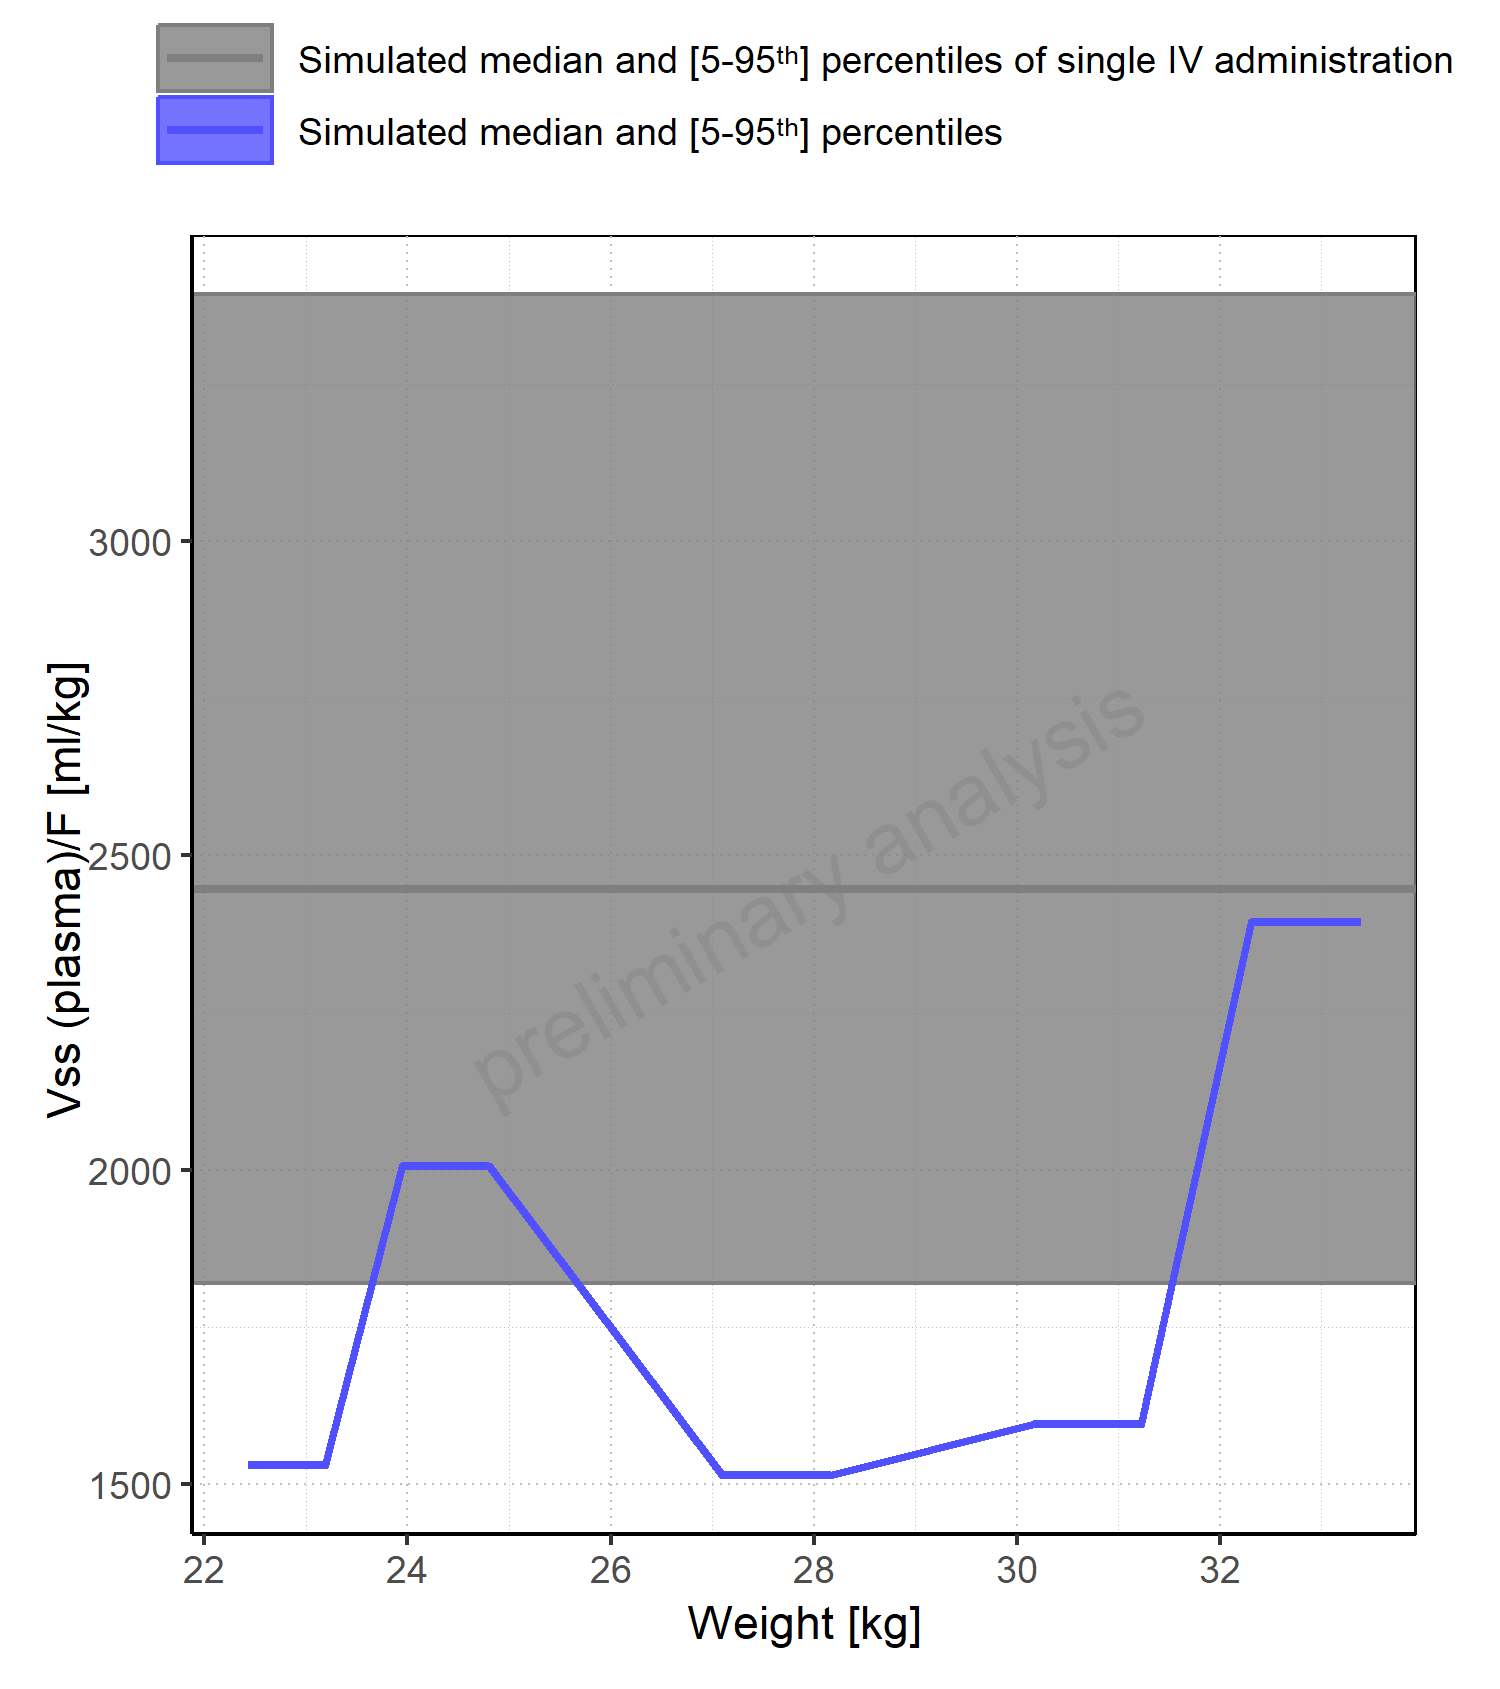 Simulated median and [5-95th] percentiles of single IV administration
Simulated median and [5-95th] percentiles
Vss (plasma)/F [ml/kg]
3000
2500
2000
1500
preliminary analysis
22 24 26 28 30 32
Weight [kg]